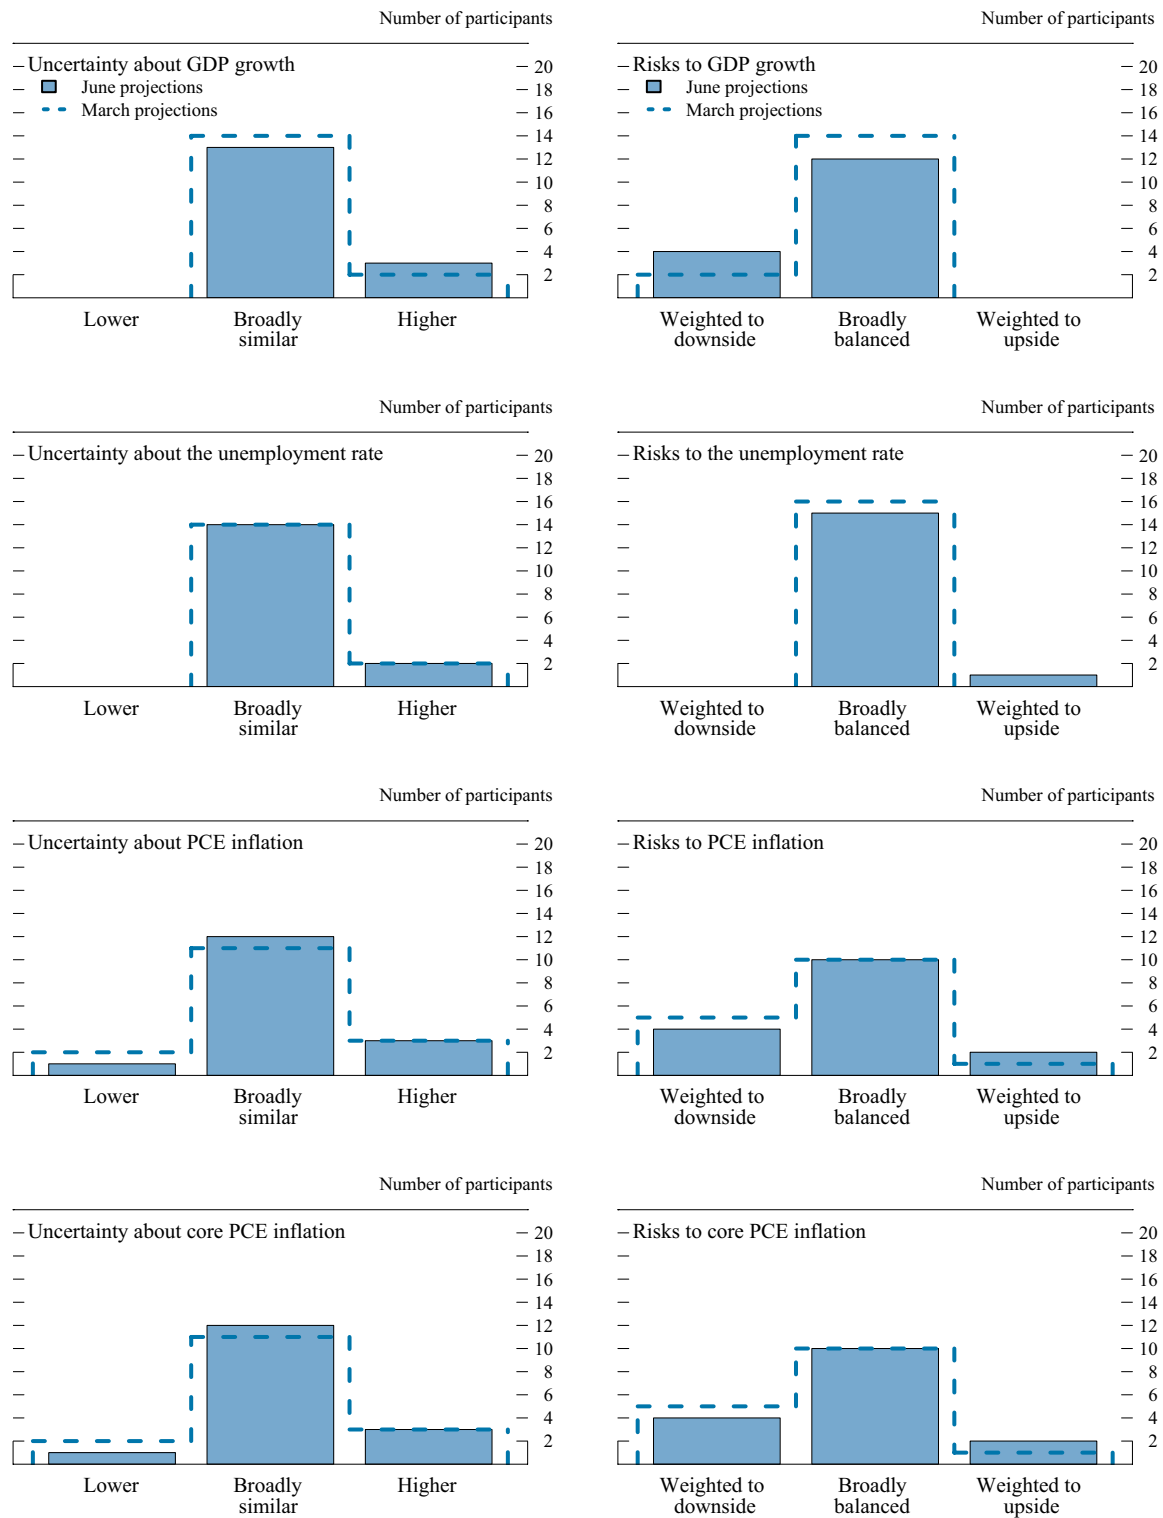 Number of participants
Uncertainty about GDP growth
June projections
March projections
20
18
16
14
12
10
8
6
4
2
Lower
Broadly
similar
Higher
Number of participants
Risks to GDP growth
June projections
March projections
20
18
16
14
12
10
8
6
4
2
Weighted to
downside
Broadly
balanced
Weighted to
upside
Number of participants
Uncertainty about the unemployment rate
20
18
16
14
12
10
8
6
4
2
Lower
Broadly
similar
Higher
Number of participants
Risks to the unemployment rate
20
18
16
14
12
10
8
6
4
2
Weighted to
downside
Broadly
balanced
Weighted to
upside
Number of participants
Uncertainty about PCE inflation
20
18
16
14
12
10
8
6
4
2
Lower
Broadly
similar
Higher
Number of participants
Risks to PCE inflation
20
18
16
14
12
10
8
6
4
2
Weighted to
downside
Broadly
balanced
Weighted to
upside
Number of participants
Uncertainty about core PCE inflation
20
18
16
14
12
10
8
6
4
2
Lower
Broadly
similar
Higher
Number of participants
Risks to core PCE inflation
20
18
16
14
12
10
8
6
4
2
Weighted to
downside
Broadly
balanced
Weighted to
upside